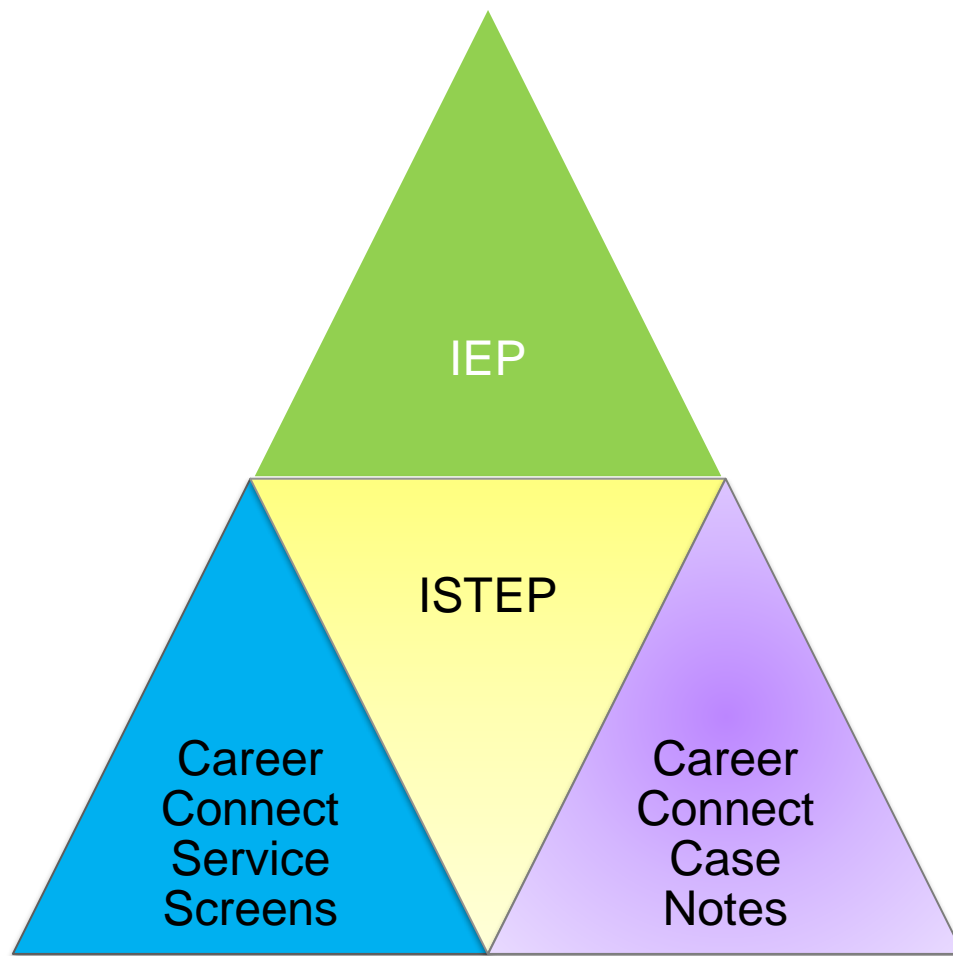 IEP
ISTEP
Career
Connect
Service
Screens
Career
Connect
Case
Notes